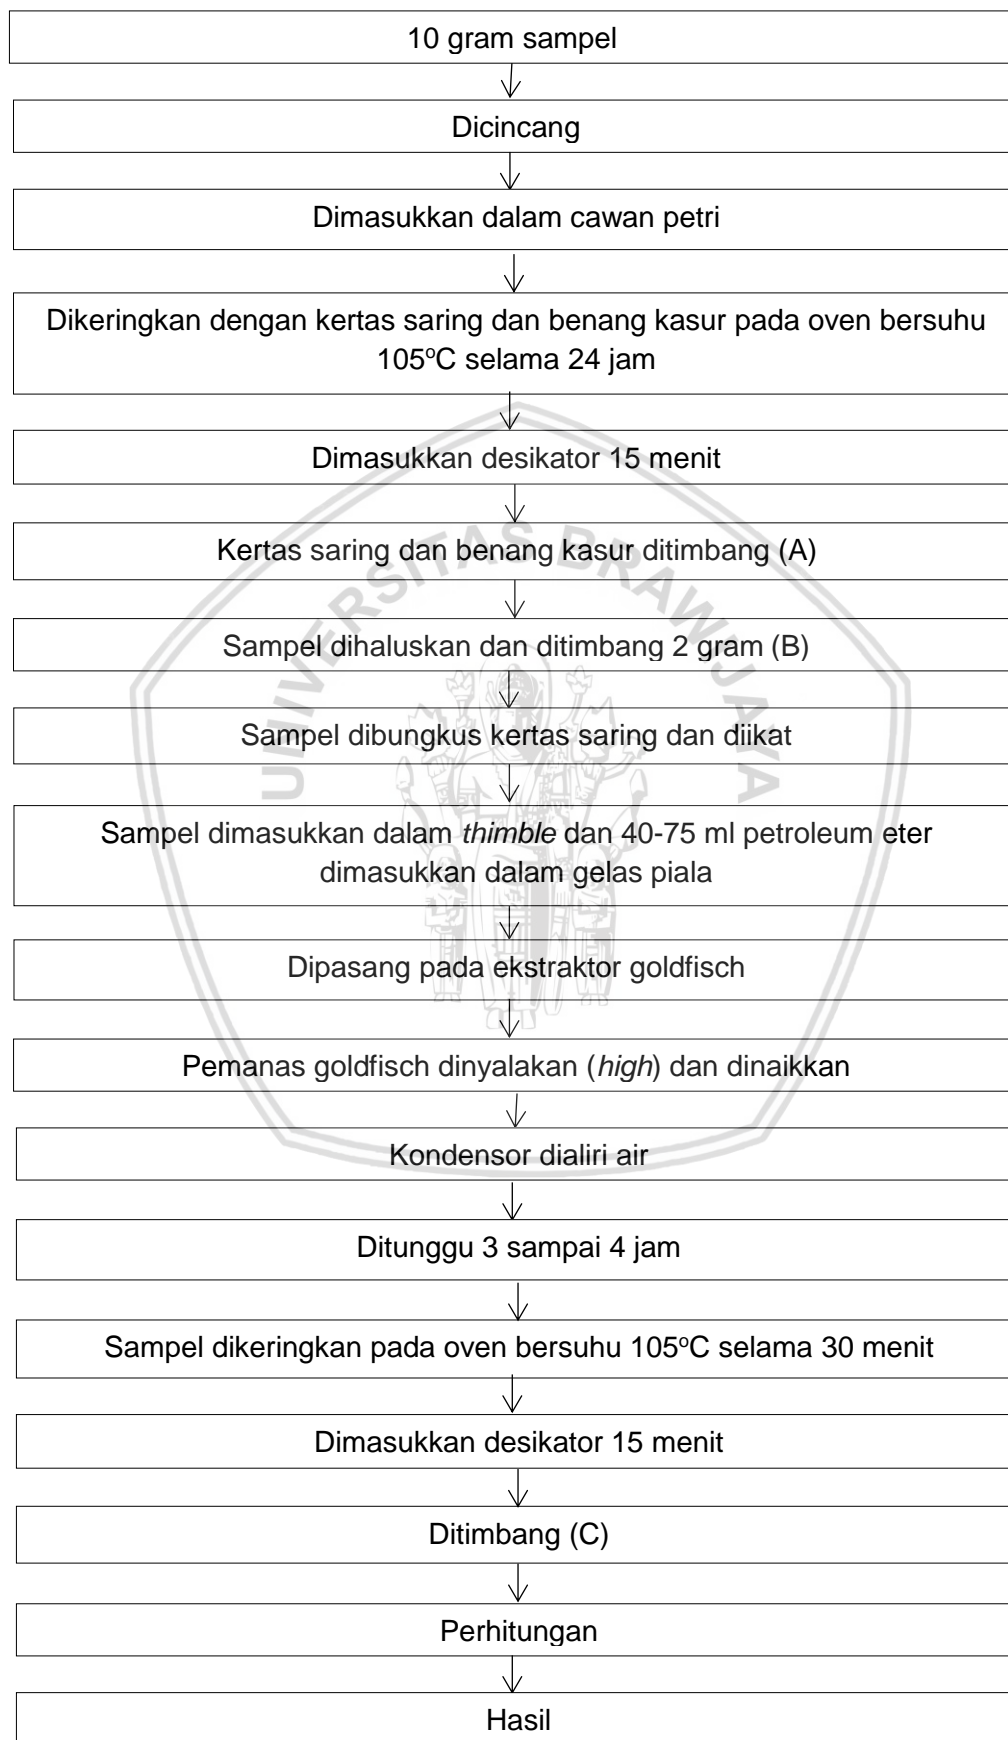 10 gram sampel
Dicincang
Dimasukkan dalam cawan petri
Dikeringkan dengan kertas saring dan benang kasur pada oven bersuhu
105ºC selama 24 jam
Dimasukkan desikator 15 menit
Kertas saring dan benang kasur ditimbang (A)
Sampel dihaluskan dan ditimbang 2 gram (B)
Sampel dibungkus kertas saring dan diikat
Sampel dimasukkan dalam thimble dan 40-75 ml petroleum eter
dimasukkan dalam gelas piala
Dipasang pada ekstraktor goldfisch
Pemanas goldfisch dinyalakan (high) dan dinaikkan
Kondensor dialiri air
Ditunggu 3 sampai 4 jam
Sampel dikeringkan pada oven bersuhu 105ºC selama 30 menit
Dimasukkan desikator 15 menit
Ditimbang (C)
Perhitungan
Hasil
UNIVERSITAS BRAWIJAYA